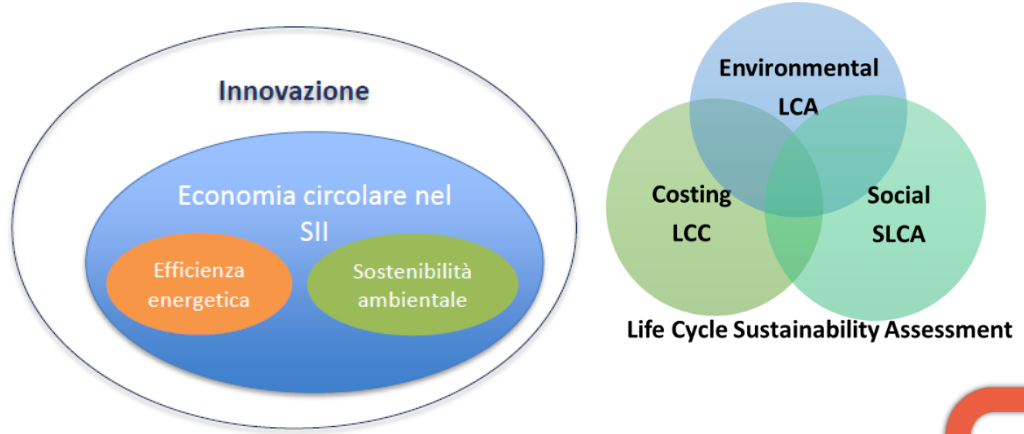 Innovazione
Economia circolare nel
SII
Efficienza
energetica
Sostenibilità
ambientale
Environmental
LCA
Costing
LCC
Social
SLCA
Life Cycle Sustainability Assessment